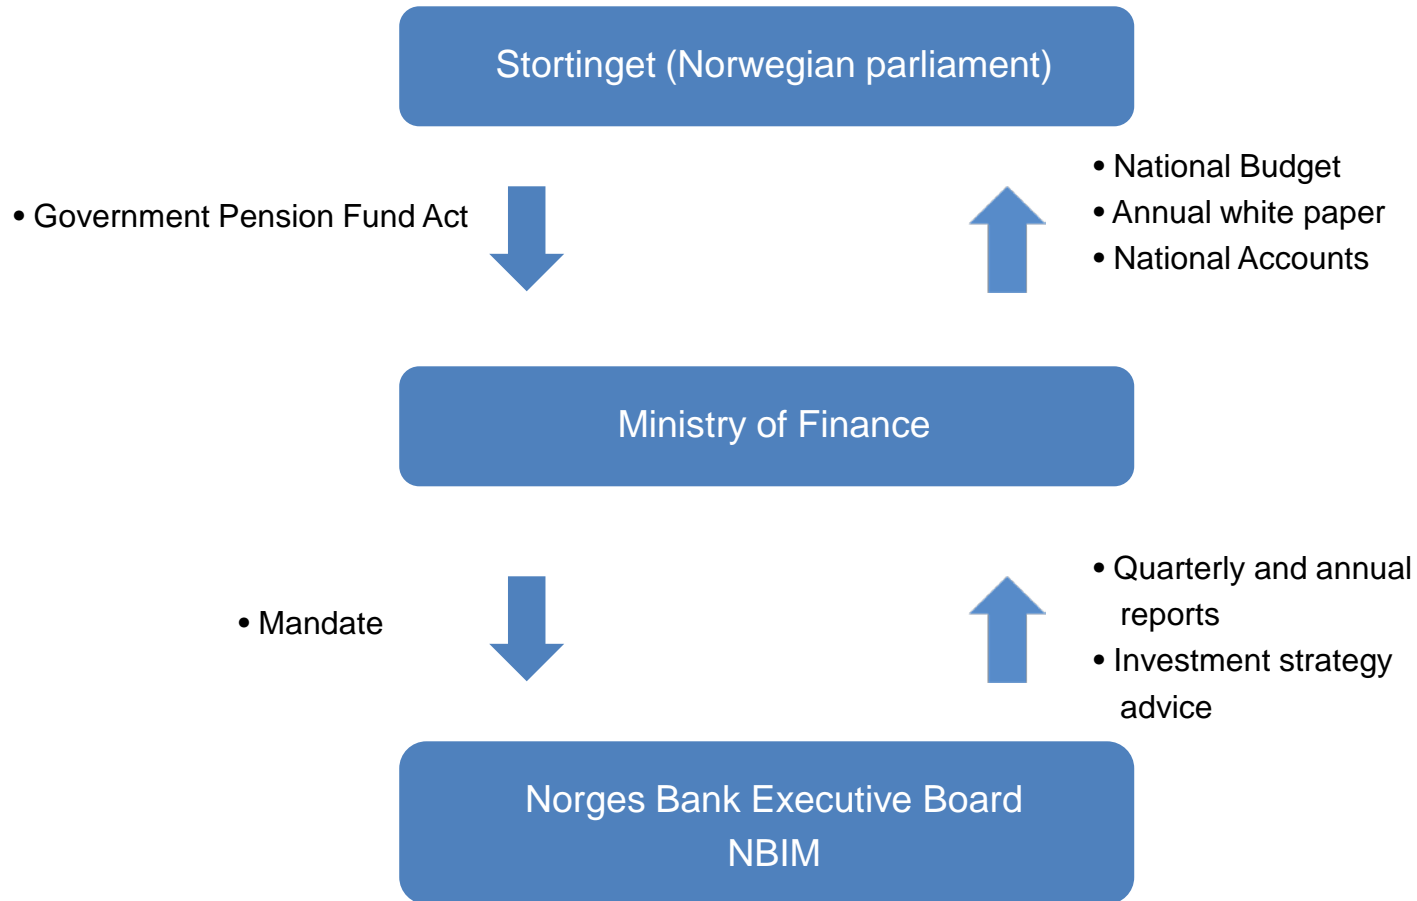 Stortinget (Norwegian parliament)
• Government Pension Fund Act
• National Budget
• Annual white paper
• National Accounts
Ministry of Finance
• Mandate
• Quarterly and annual
reports
• Investment strategy
advice
Norges Bank Executive Board
NBIM